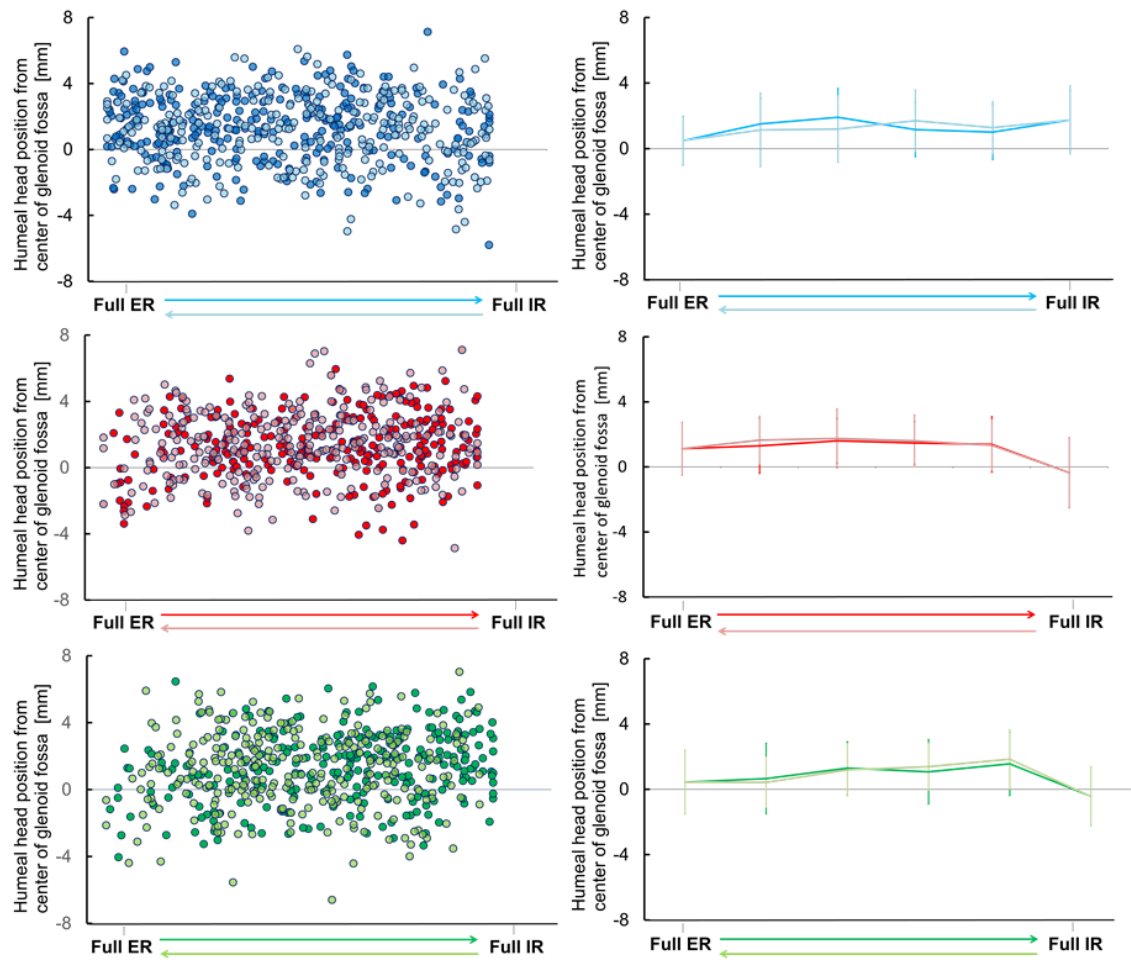 Humeal head position from
center of glenoid fossa [mm]
8
4
0
-4
-8
Full ER
Full IR
Humeal head position from
center of glenoid fossa [mm]
8
4
0
-4
-8
Full ER
Full IR
Humeal head position from
center of glenoid fossa [mm]
8
4
0
-4
-8
Full ER
Full IR
Humeal head position from
center of glenoid fossa [mm]
8
4
0
-4
-8
Full ER
Full IR
Humeal head position from
center of glenoid fossa [mm]
8
4
0
-4
-8
Full ER
Full IR
Humeal head position from
center of glenoid fossa [mm]
8
4
0
-4
-8
Full ER
Full IR